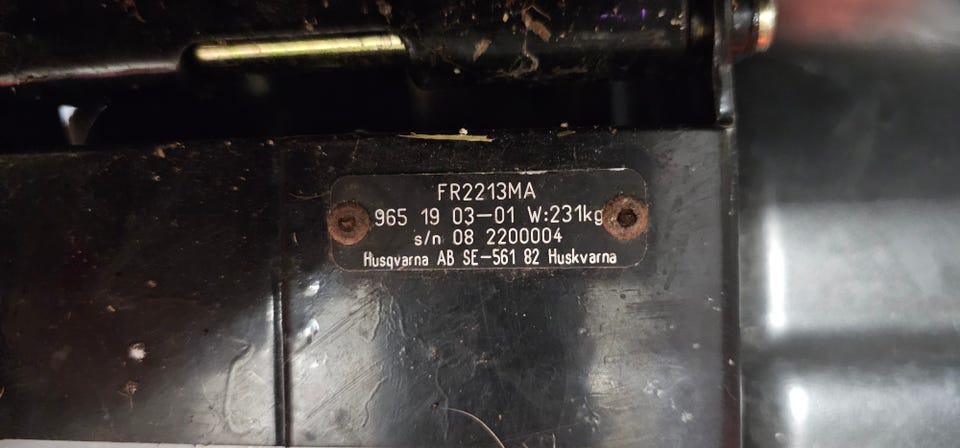 FR2213MA
965 19 03-01 W:231kg
s/n 08 2200004
Husqvarna AB SE-561 82 Huskvarna